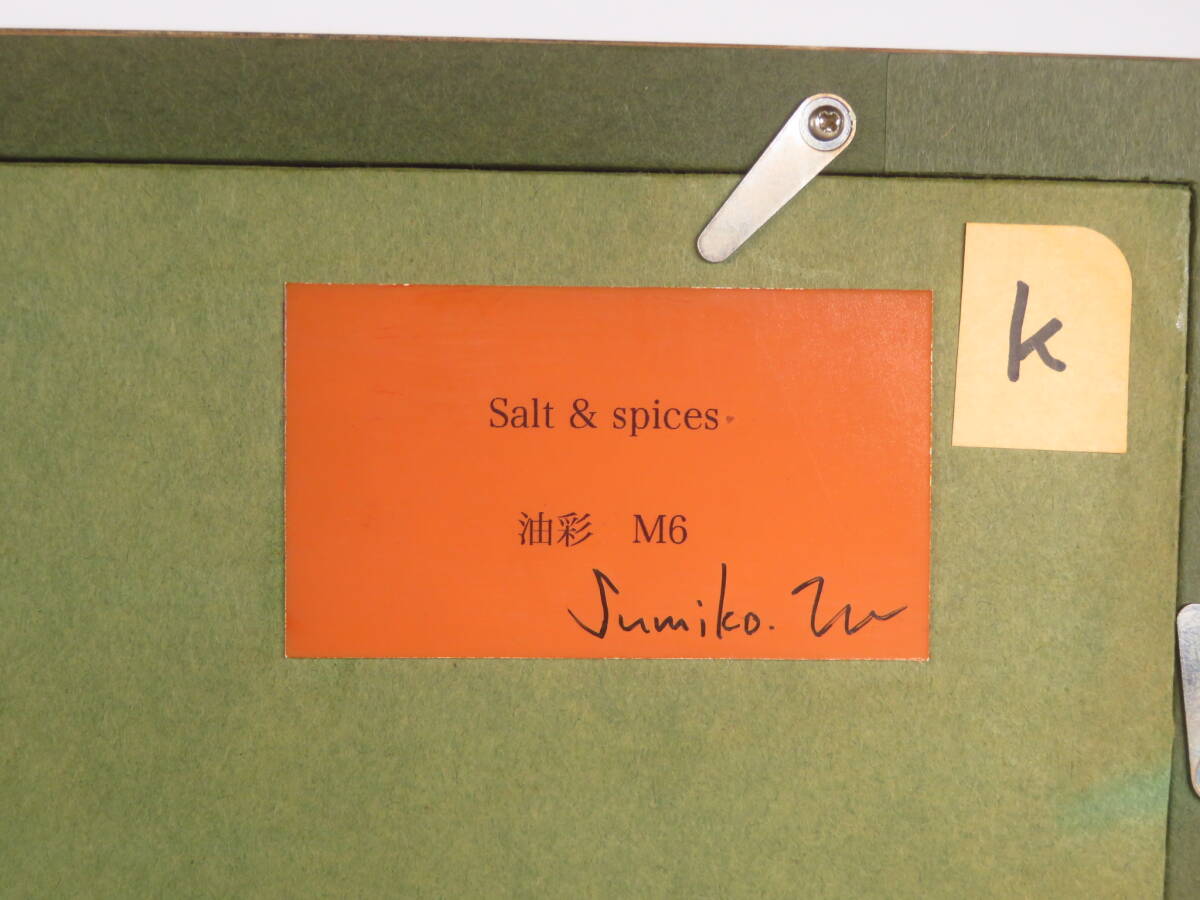 Salt & spices
油彩　M6
Sumiko.
k